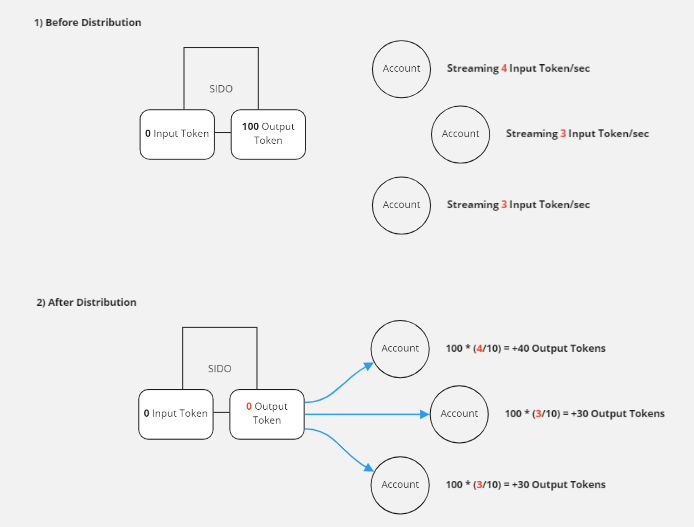 1) Before Distribution
SIDO
0 Input Token
100 Output
Token
Account
Streaming 4 Input Token/sec
Account
Streaming 3 Input Token/sec
Account
Streaming 3 Input Token/sec
2) After Distribution
SIDO
0 Input Token
0 Output
Token
Account
100 * (4/10) = +40 Output Tokens
Account
100 * (3/10) = +30 Output Tokens
Account
100 * (3/10) = +30 Output Tokens